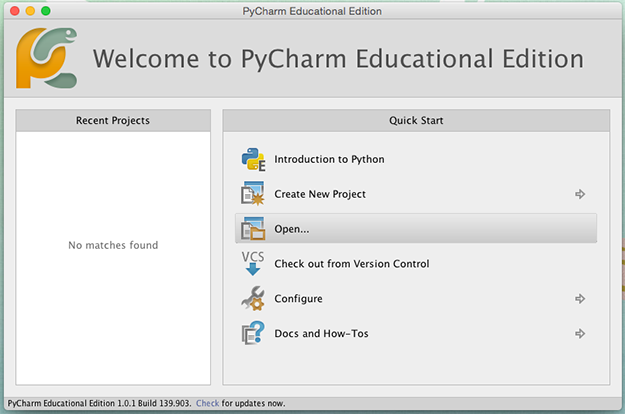 PyCharm Educational Edition
Welcome to PyCharm Educational Edition
Recent Projects
No matches found
Quick Start
Introduction to Python
Create New Project
Open...
VCS
Check out from Version Control
Configure
Docs and How-Tos
PyCharm Educational Edition 1.0.1 Build 139.903. Check for updates now.